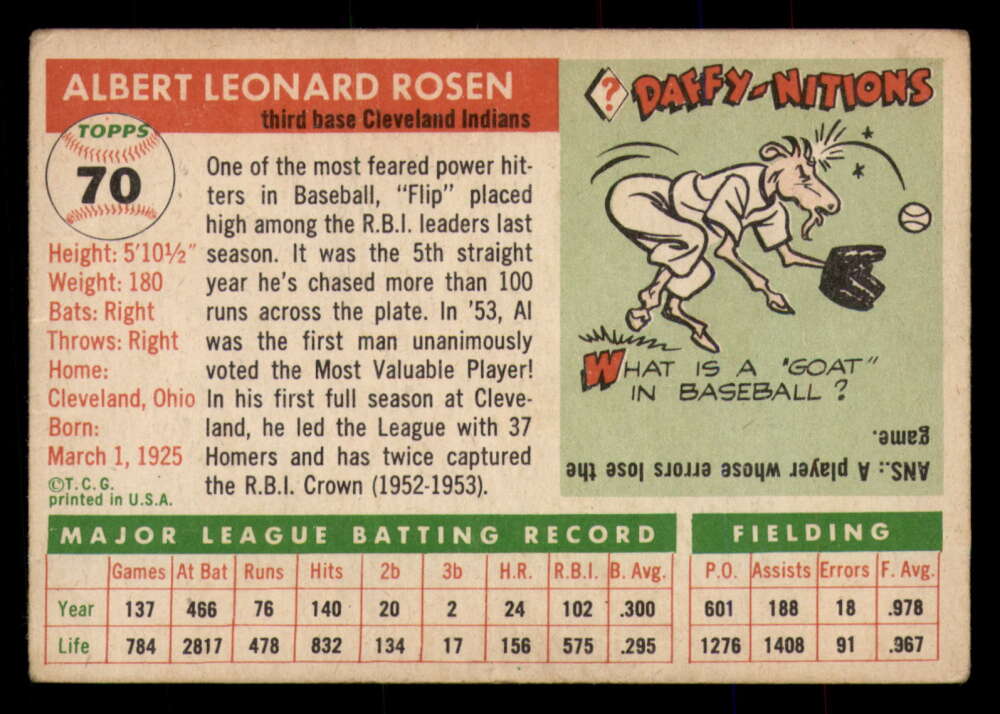 ALBERT LEONARD ROSEN
third base Cleveland Indians
TOPPS
70
Height: 5'10½"
Weight: 180
Bats: Right
Throws: Right
Home:
Cleveland, Ohio
Born:
March 1, 1925
©T.C.G.
printed in U.S.A.
One of the most feared power hit-
ters in Baseball, "Flip" placed
high among the R.B.I. leaders last
season. It was the 5th straight
year he's chased more than 100
runs across the plate. In '53, Al
was the first man unanimously
voted the Most Valuable Player!
In his first full season at Cleve-
land, he led the League with 37
Homers and has twice captured
the R.B.I. Crown (1952-1953).
? DAFFY-NITIONS
WHAT IS A "GOAT"
IN BASEBALL?
ANS.: A player whose errors lose the
game.
MAJOR LEAGUE BATTING RECORD
Games At Bat Runs Hits 2b 3b H.R. R.B.I. B. Avg.
Year 137 466 76 140 20 2 24 102 .300
Life 784 2817 478 832 134 17 156 575 .295
FIELDING
P.O. Assists Errors F. Avg.
601 188 18 .978
1276 1408 91 .967